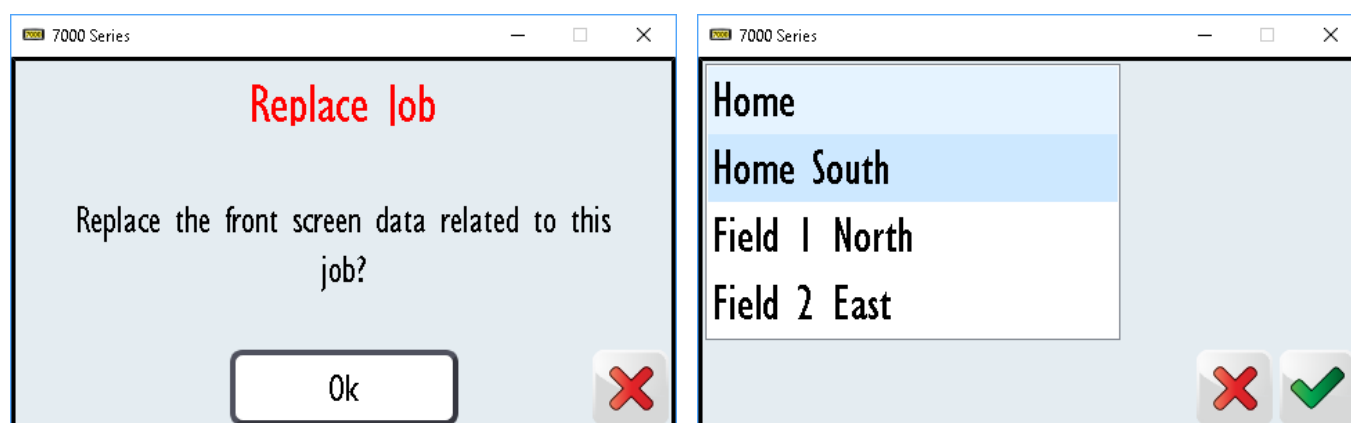 7000 Series
Replace Job
Replace the front screen data related to this
job?
Ok
7000 Series
Home
Home South
Field 1 North
Field 2 East